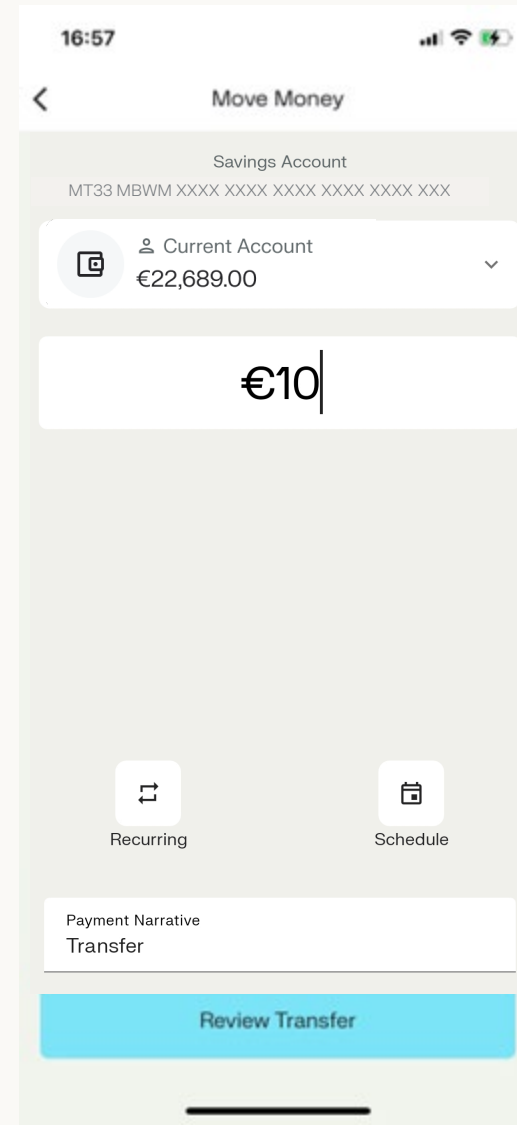 16:57
Move Money
Savings Account
MT33 MBWM XXXX XXXX XXXX XXXX XXXX XXX
Current Account
€22,689.00
€10
Recurring
Schedule
Payment Narrative
Transfer
Review Transfer